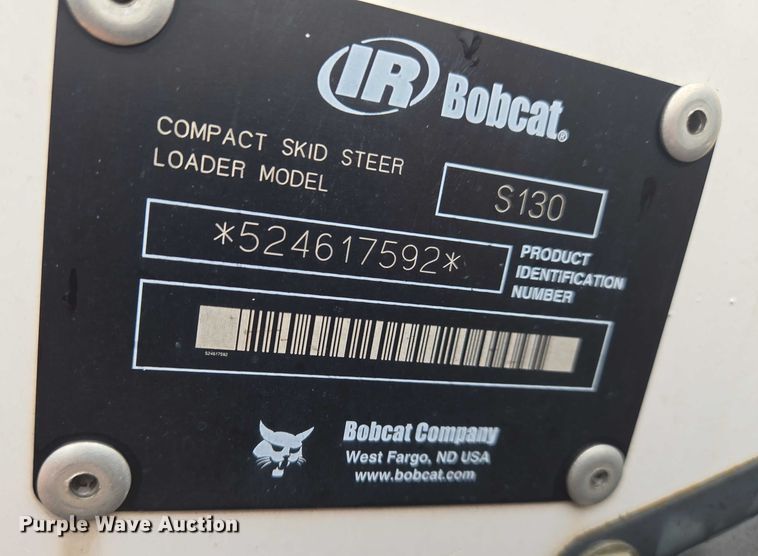 IR Bobcat®
COMPACT SKID STEER
LOADER MODEL
S130
*524617592*
PRODUCT
IDENTIFICATION
NUMBER
524617592
Bobcat Company
West Fargo, ND USA
www.bobcat.com
Purple Wave Auction